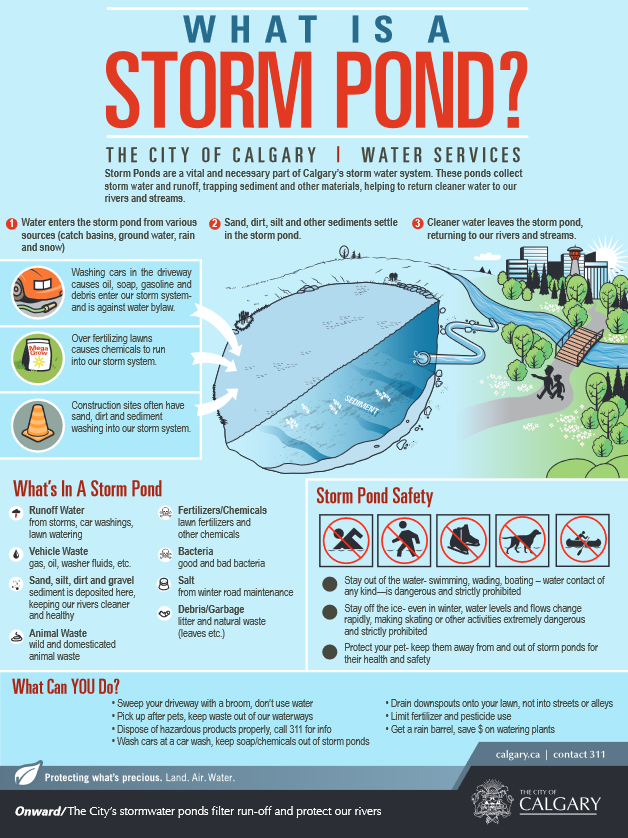 WHAT IS A
STORM POND?
THE CITY OF CALGARY | WATER SERVICES
Storm Ponds are a vital and necessary part of Calgary's storm water system. These ponds collect
storm water and runoff, trapping sediment and other materials, helping to return cleaner water to our
rivers and streams.
1 Water enters the storm pond from various
sources (catch basins, ground water, rain
and snow)
2 Sand, dirt, silt and other sediments settle
in the storm pond.
3 Cleaner water leaves the storm pond,
returning to our rivers and streams.
Washing cars in the driveway
causes oil, soap, gasoline and
debris enter our storm system-
and is against water bylaw.
Mega
Grow
Over fertilizing lawns
causes chemicals to run
into our storm system.
Construction sites often have
sand, dirt and sediment
washing into our storm system.
SEDIMENT
What's In A Storm Pond
Runoff Water
from storms, car washings,
lawn watering
Vehicle Waste
gas, oil, washer fluids, etc.
Sand, silt, dirt and gravel
sediment is deposited here,
keeping our rivers cleaner
and healthy
Animal Waste
wild and domesticated
animal waste
Fertilizers/Chemicals
lawn fertilizers and
other chemicals
Bacteria
good and bad bacteria
Salt
from winter road maintenance
Debris/Garbage
litter and natural waste
(leaves etc.)
Storm Pond Safety
Stay out of the water- swimming, wading, boating – water contact of
any kind—is dangerous and strictly prohibited
Stay off the ice- even in winter, water levels and flows change
rapidly, making skating or other activities extremely dangerous
and strictly prohibited
Protect your pet- keep them away from and out of storm ponds for
their health and safety
What Can YOU Do?
• Sweep your driveway with a broom, don't use water
• Pick up after pets, keep waste out of our waterways
• Dispose of hazardous products properly, call 311 for info
• Wash cars at a car wash, keep soap/chemicals out of storm ponds
• Drain downspouts onto your lawn, not into streets or alleys
• Limit fertilizer and pesticide use
• Get a rain barrel, save $ on watering plants
calgary.ca | contact 311
Protecting what's precious. Land. Air. Water.
Onward/ The City's stormwater ponds filter run-off and protect our rivers
THE CITY OF
CALGARY